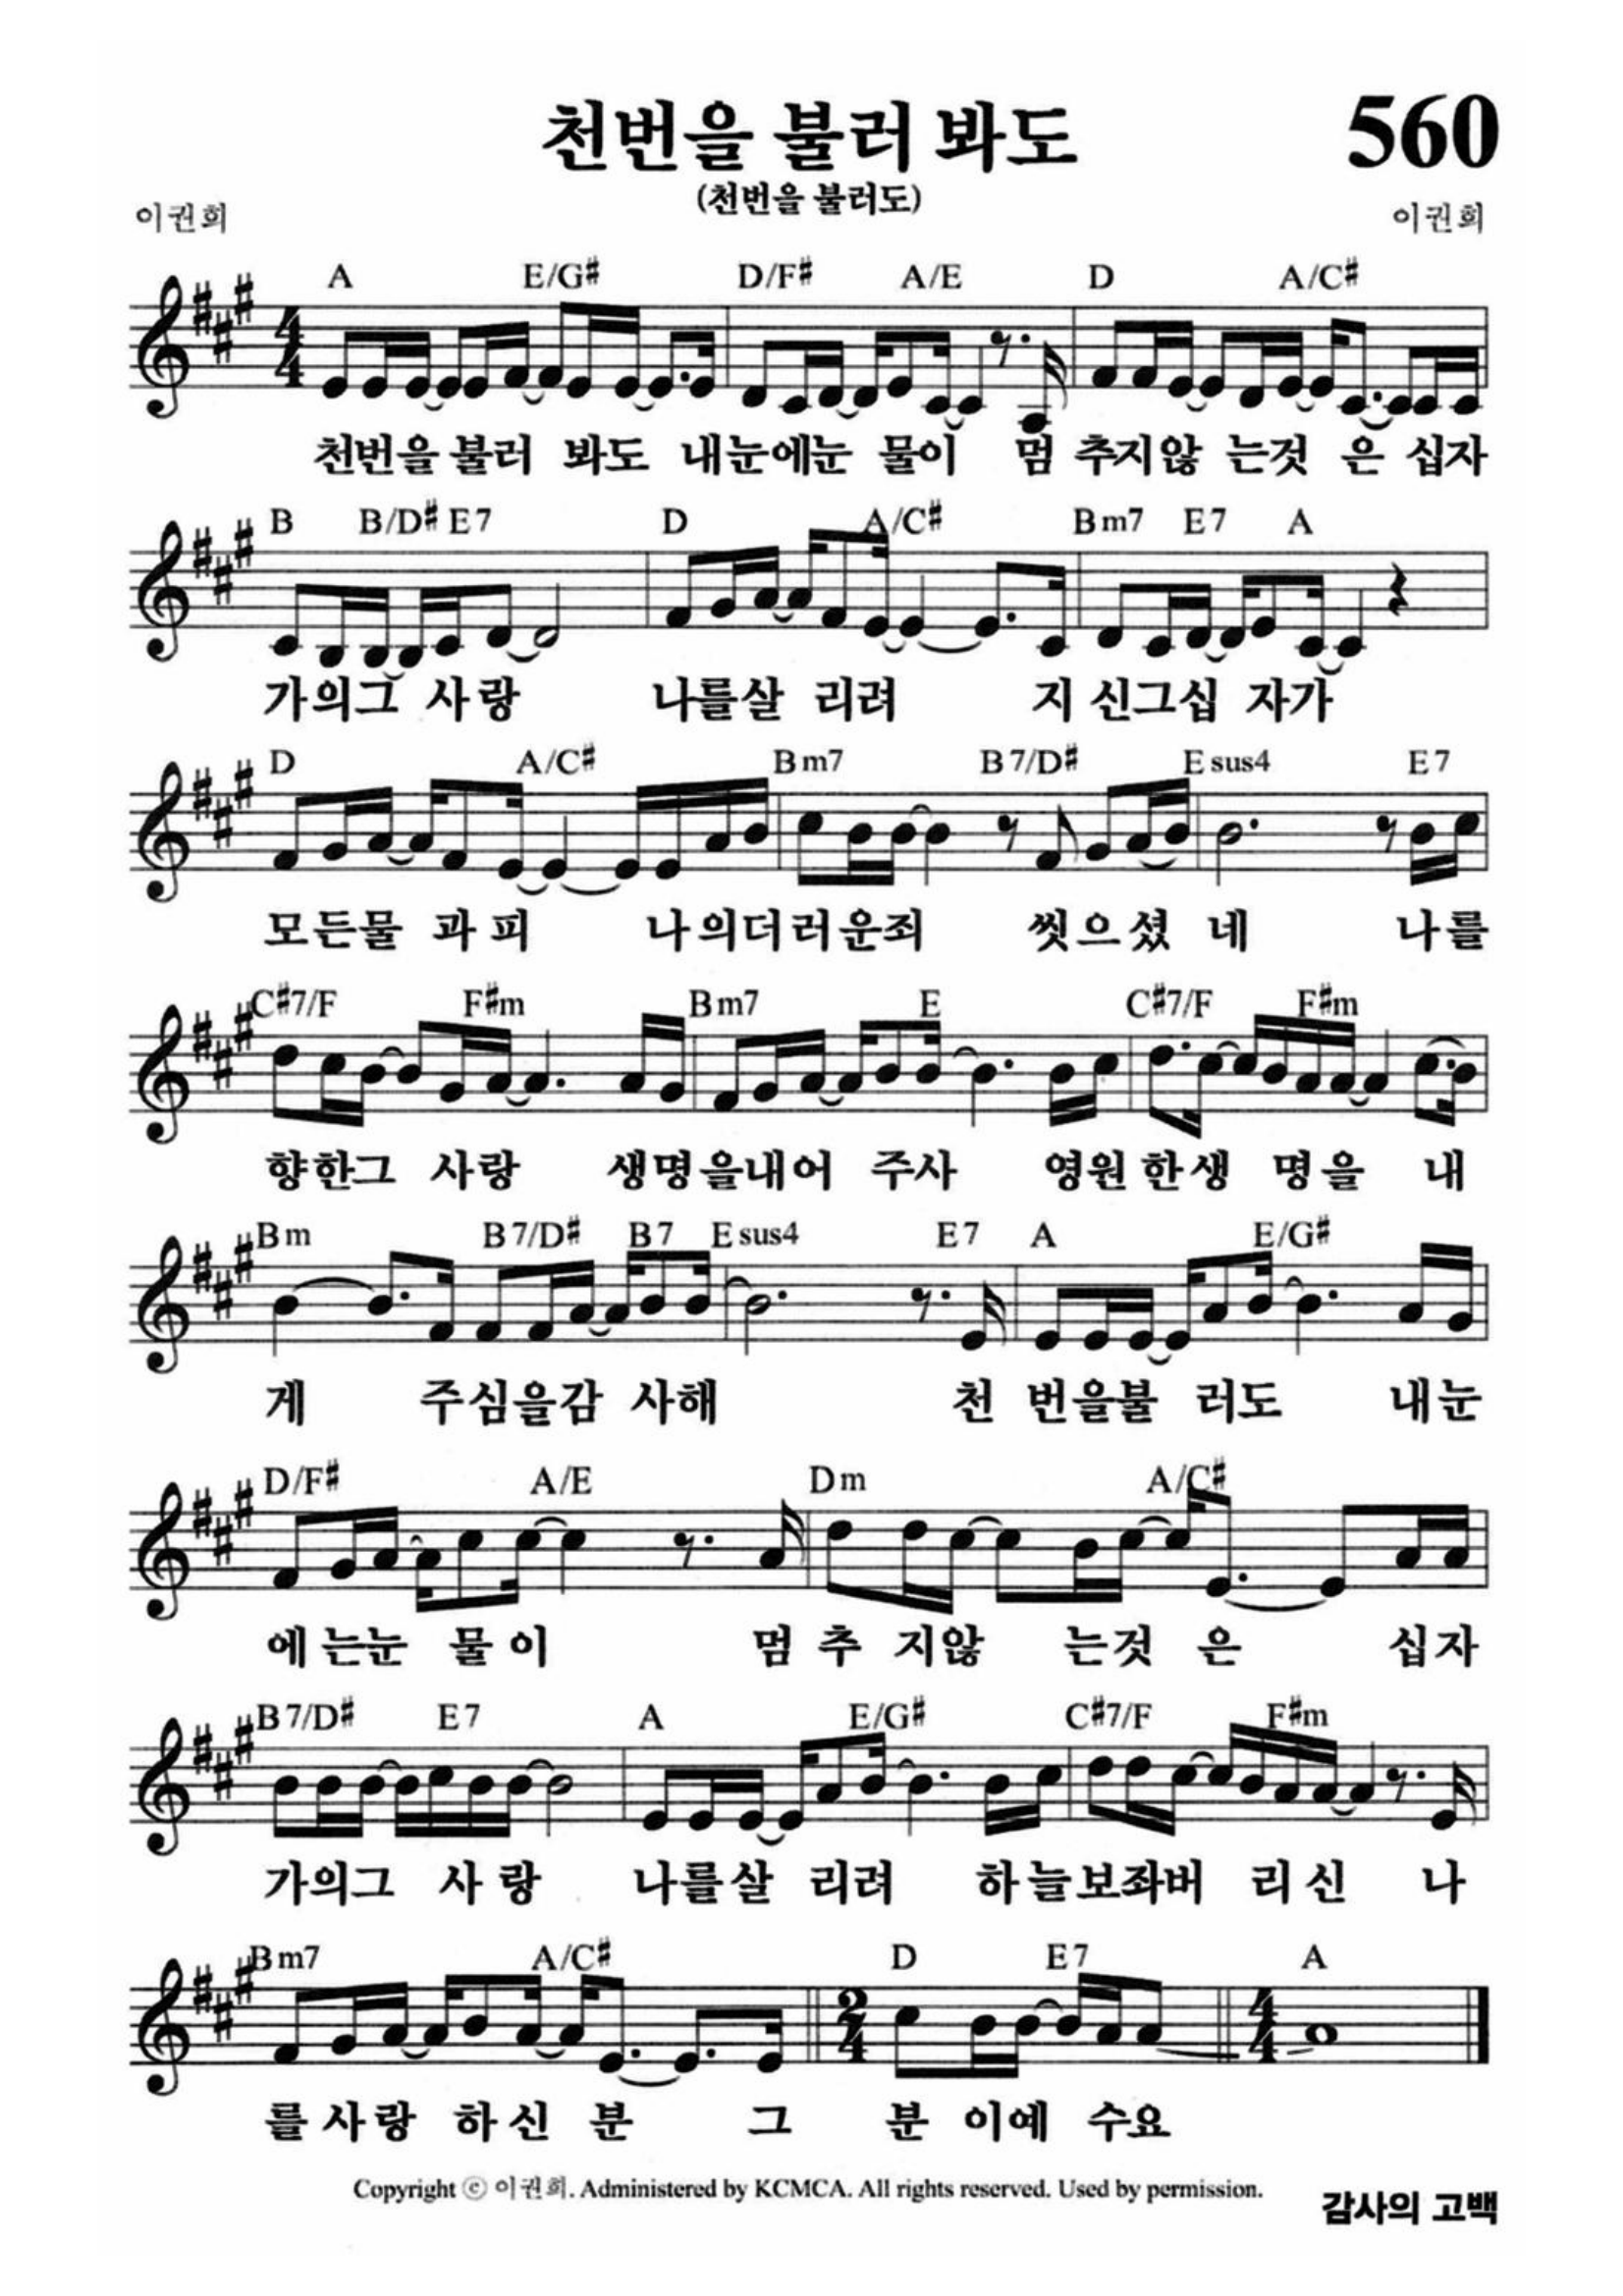 천번을 불러 봐도
560
(천번을 불러도)
이권희
이권희
A E/G# D/F# A/E D A/C#
4/4
천번을 불러 봐도 내눈에눈 물이 멈 추지않 는것 은 십자
B B/D# E7 D A/C# Bm7 E7 A
가의그 사랑 나를살 리려 지 신그십 자가
D A/C# Bm7 B7/D# Esus4 E7
모든물 과피 나의더러운죄 씻으셨 네 나를
C#7/F F#m Bm7 E C#7/F F#m
향한그 사랑 생명을내어 주사 영원한생 명을 내
Bm B7/D# B7 Esus4 E7 A E/G#
게 주심을감 사해 천 번을불 러도 내눈
D/F# A/E Dm A/C#
에는눈 물이 멈추 지않 는것 은 십자
B7/D# E7 A E/G# C#7/F F#m
가의그 사랑 나를살 리려 하늘보좌버 리신 나
Bm7 A/C# D E7 A
2/4 4/4
를사랑 하신 분 그 분 이예 수요
Copyright ⓒ 이권희. Administered by KCMCA. All rights reserved. Used by permission.
감사의 고백